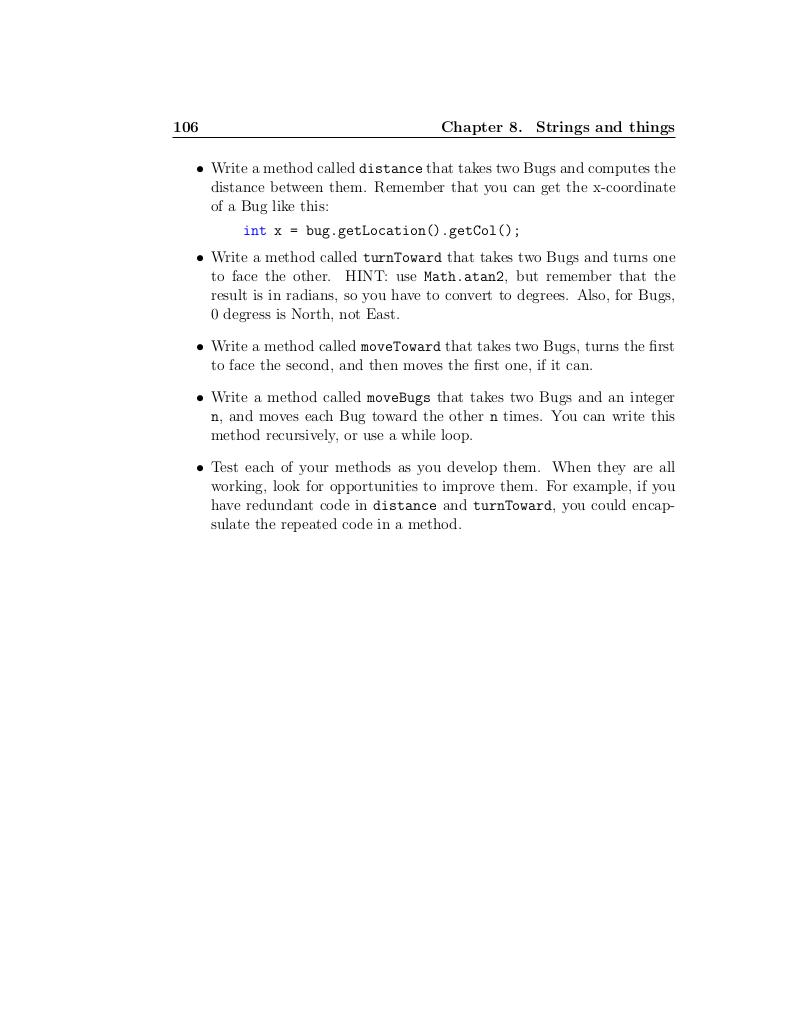 106 Chapter 8. Strings and things
• Write a method called distance that takes two Bugs and computes the
distance between them. Remember that you can get the x-coordinate
of a Bug like this:
int x = bug.getLocation().getCol();
• Write a method called turnToward that takes two Bugs and turns one
to face the other. HINT: use Math.atan2, but remember that the
result is in radians, so you have to convert to degrees. Also, for Bugs,
0 degress is North, not East.
• Write a method called moveToward that takes two Bugs, turns the first
to face the second, and then moves the first one, if it can.
• Write a method called moveBugs that takes two Bugs and an integer
n, and moves each Bug toward the other n times. You can write this
method recursively, or use a while loop.
• Test each of your methods as you develop them. When they are all
working, look for opportunities to improve them. For example, if you
have redundant code in distance and turnToward, you could encap-
sulate the repeated code in a method.